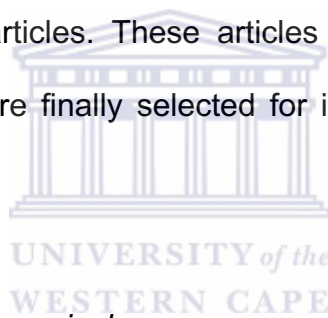 articles. These articles
re finally selected for i
UNIVERSITY of the
WESTERN CAPE